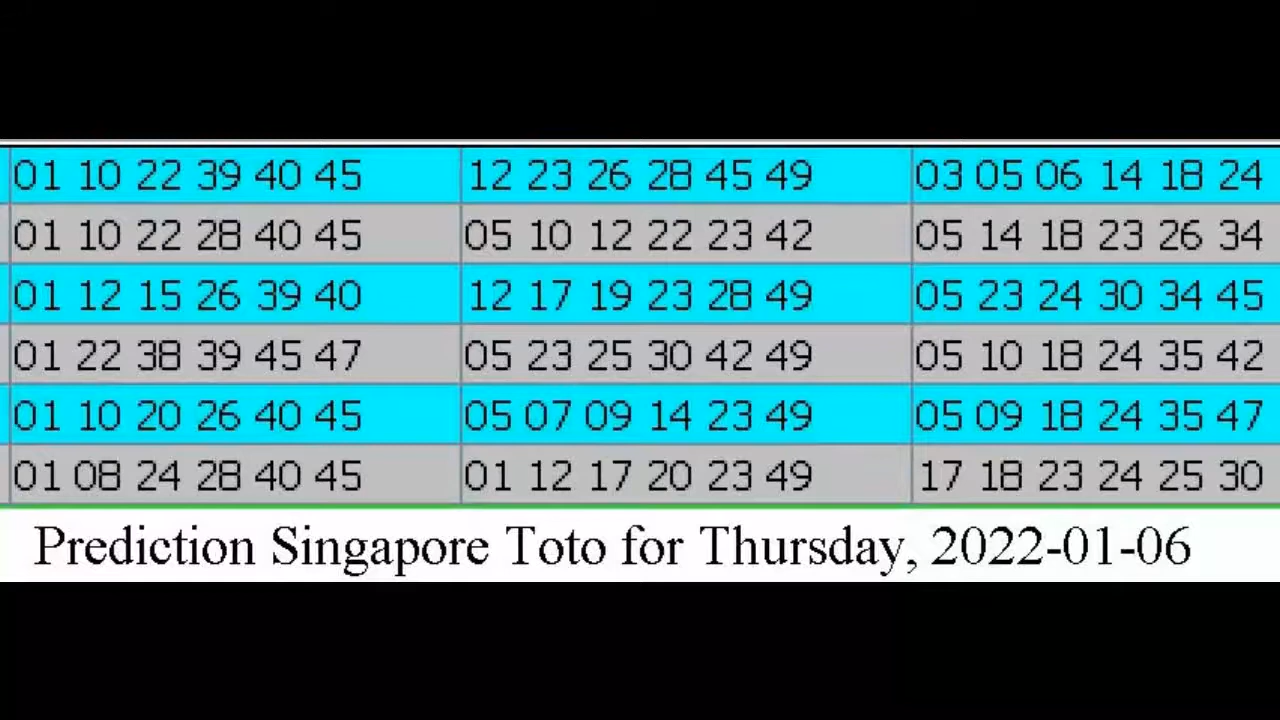 01 10 22 39 40 45 12 23 26 28 45 49 03 05 06 14 18 24
01 10 22 28 40 45 05 10 12 22 23 42 05 14 18 23 26 34
01 12 15 26 39 40 12 17 19 23 28 49 05 23 24 30 34 45
01 22 38 39 45 47 05 23 25 30 42 49 05 10 18 24 35 42
01 10 20 26 40 45 05 07 09 14 23 49 05 09 18 24 35 47
01 08 24 28 40 45 01 12 17 20 23 49 17 18 23 24 25 30
Prediction Singapore Toto for Thursday, 2022-01-06